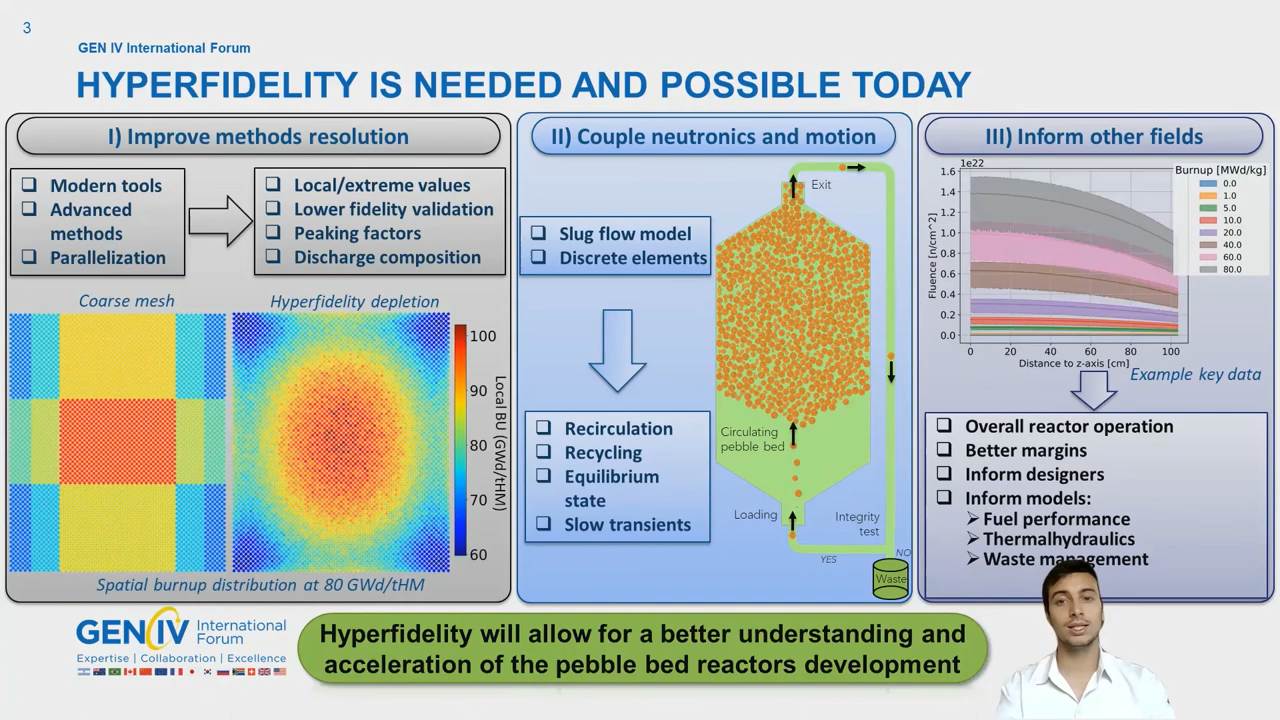 3
GEN IV International Forum
HYPERFIDELITY IS NEEDED AND POSSIBLE TODAY
I) Improve methods resolution
Modern tools
Advanced
methods
Parallelization
Local/extreme values
Lower fidelity validation
Peaking factors
Discharge composition
Coarse mesh
Hyperfidelity depletion
100
90
80
70
60
Local BU (GWd/tHM)
Spatial burnup distribution at 80 GWd/tHM
II) Couple neutronics and motion
Slug flow model
Discrete elements
Recirculation
Recycling
Equilibrium
state
Slow transients
Exit
Circulating
pebble bed
Loading
Integrity
test
YES
NO
Waste
III) Inform other fields
1e22
1.6
1.4
1.2
1.0
0.8
0.6
0.4
0.2
0.0
Fluence [n/cm^2]
0 20 40 60 80 100
Distance to z-axis [cm]
Burnup [MWd/kg]
0.0
1.0
5.0
10.0
20.0
40.0
60.0
80.0
Example key data
Overall reactor operation
Better margins
Inform designers
Inform models:
Fuel performance
Thermalhydraulics
Waste management
GEN IV International
Forum
Expertise | Collaboration | Excellence
Hyperfidelity will allow for a better understanding and
acceleration of the pebble bed reactors development